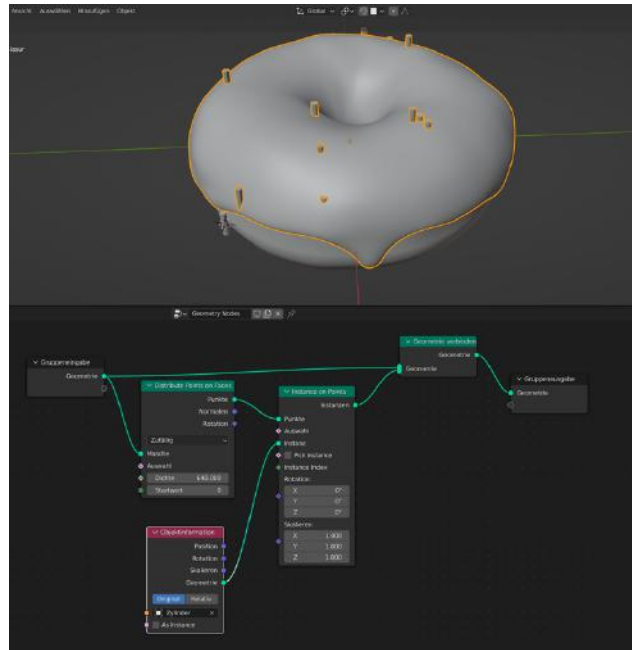 Ansicht Auswählen Hinzufügen Objekt
Global
Geometry Nodes
Gruppeneingabe
Geometrie
Distribute Points on Faces
Punkte
Normalen
Rotation
Zufällig
Masche
Auswahl
Dichte 640.000
Startwert 0
Objektinformation
Position
Rotation
Skalieren
Geometrie
Original Relativ
Zylinder
As Instance
Instance on Points
Instanzen
Punkte
Auswahl
Instanz
Pick Instance
Instance Index
Rotation:
X 0°
Y 0°
Z 0°
Skalieren:
X 1.000
Y 1.000
Z 1.000
Geometrie verbinden
Geometrie
Geometrie
Gruppenausgabe
Geometrie